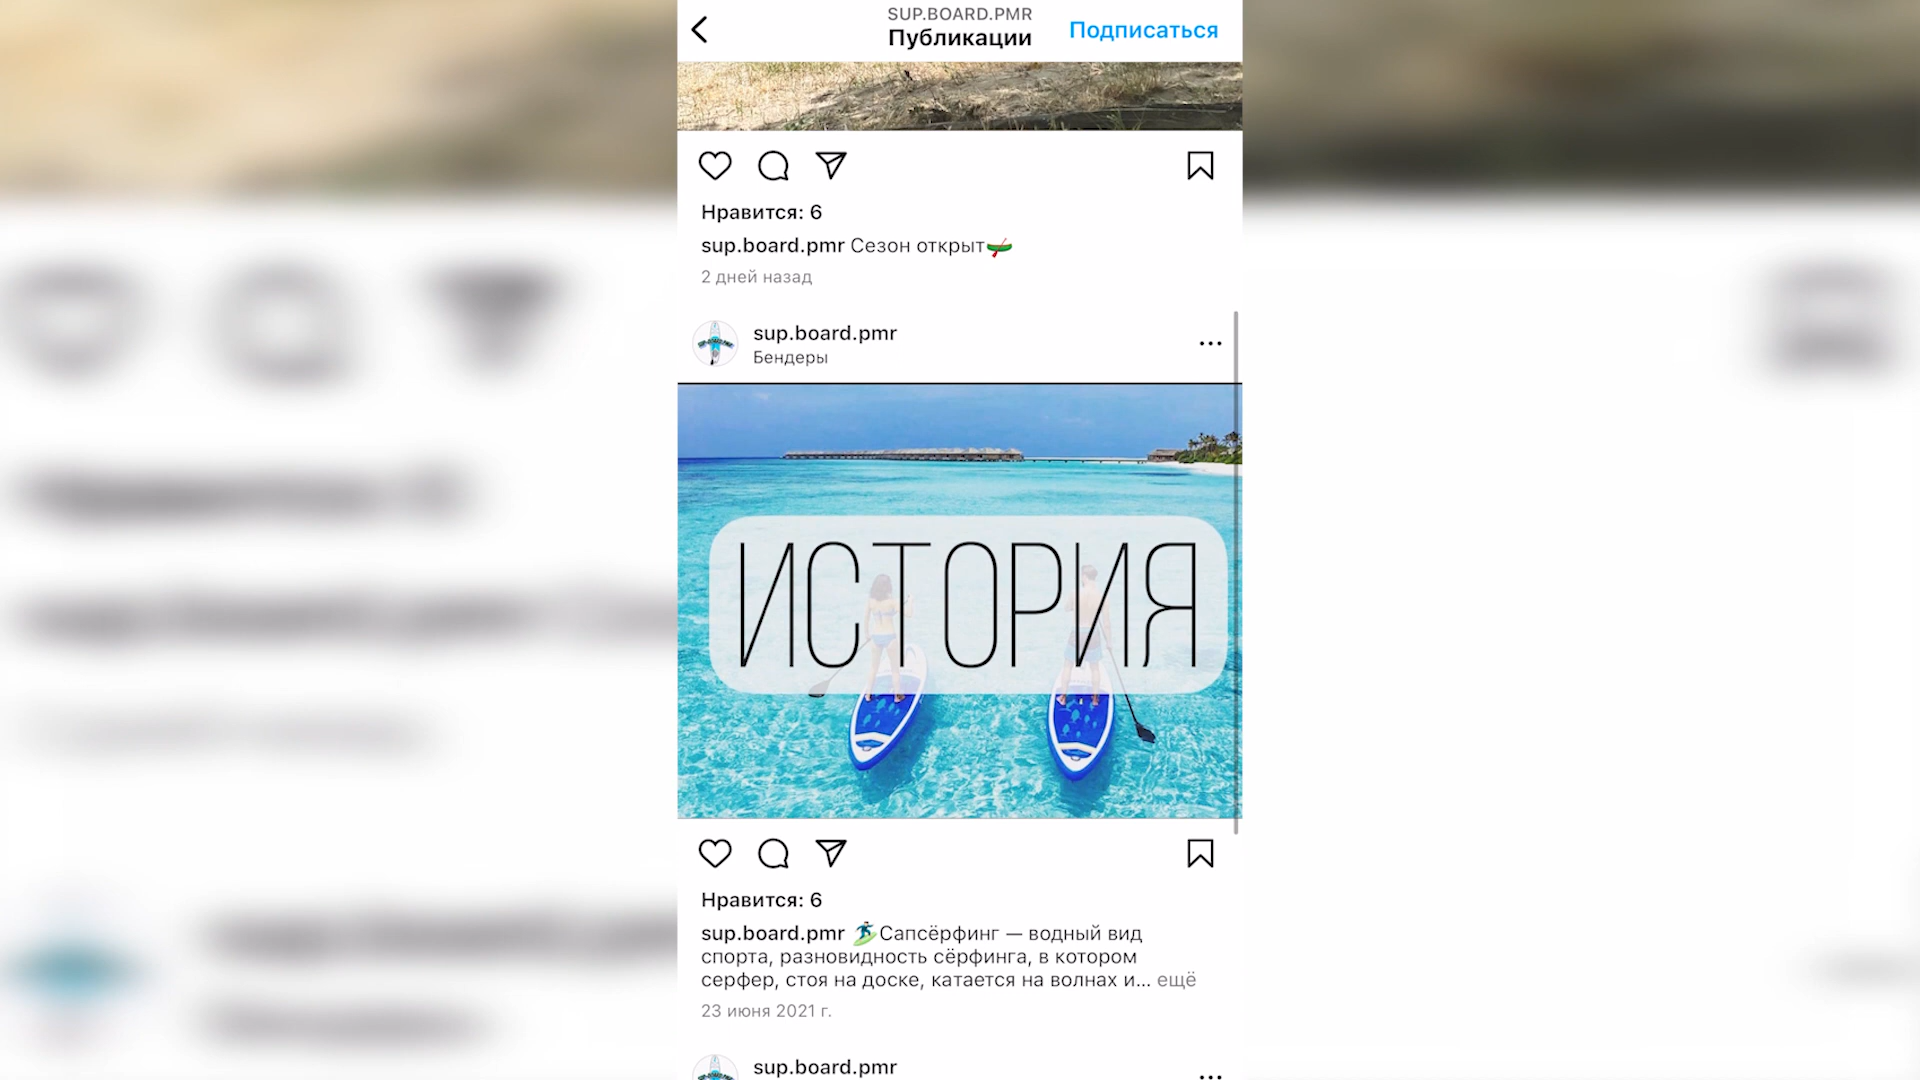 SUP.BOARD.PMR
Публикации
Подписаться
Нравится: 6
sup.board.pmr Сезон открыт
2 дней назад
sup.board.pmr
Бендеры
ИСТОРИЯ
Нравится: 6
sup.board.pmr Сапсёрфинг — водный вид
спорта, разновидность сёрфинга, в котором
серфер, стоя на доске, катается на волнах и... ещё
23 июня 2021 г.
sup.board.pmr